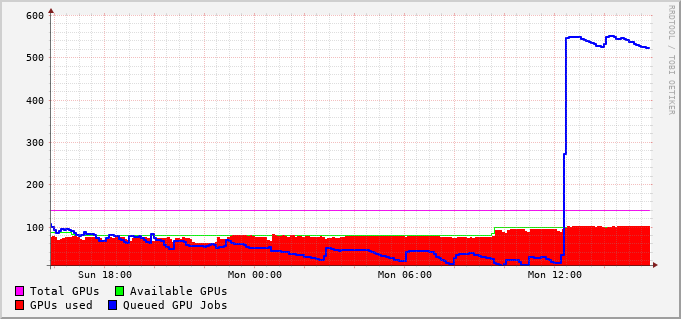 600
500
400
300
200
100
Sun 18:00 Mon 00:00 Mon 06:00 Mon 12:00
Total GPUs Available GPUs
GPUs used Queued GPU Jobs
RRDTOOL / TOBI OETIKER